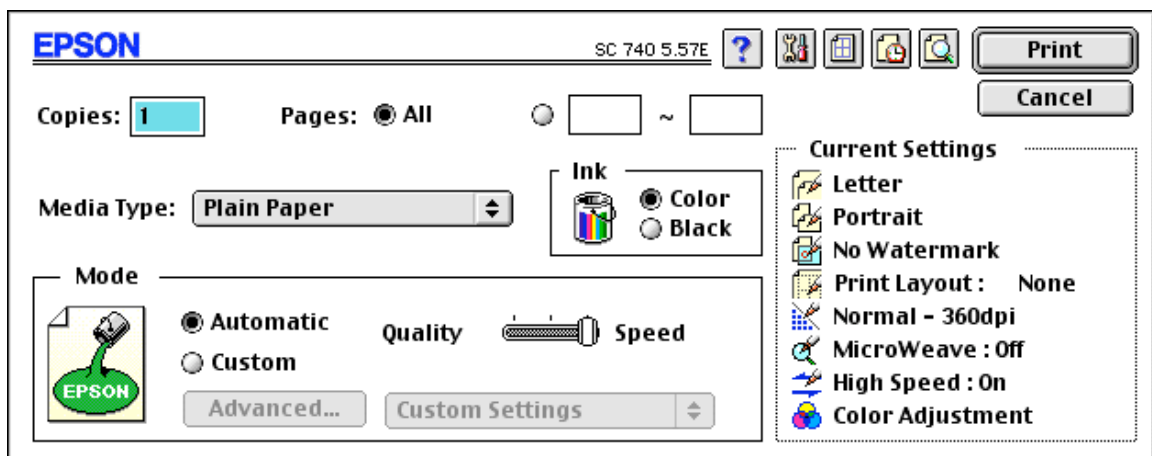 EPSON
SC 740 5.57E ? Print
Cancel
Copies: 1 Pages: All ~
Media Type: Plain Paper
Ink
Color
Black
Mode
EPSON
Automatic
Custom
Quality Speed
Advanced... Custom Settings
Current Settings
Letter
Portrait
No Watermark
Print Layout : None
Normal – 360dpi
MicroWeave : Off
High Speed : On
Color Adjustment